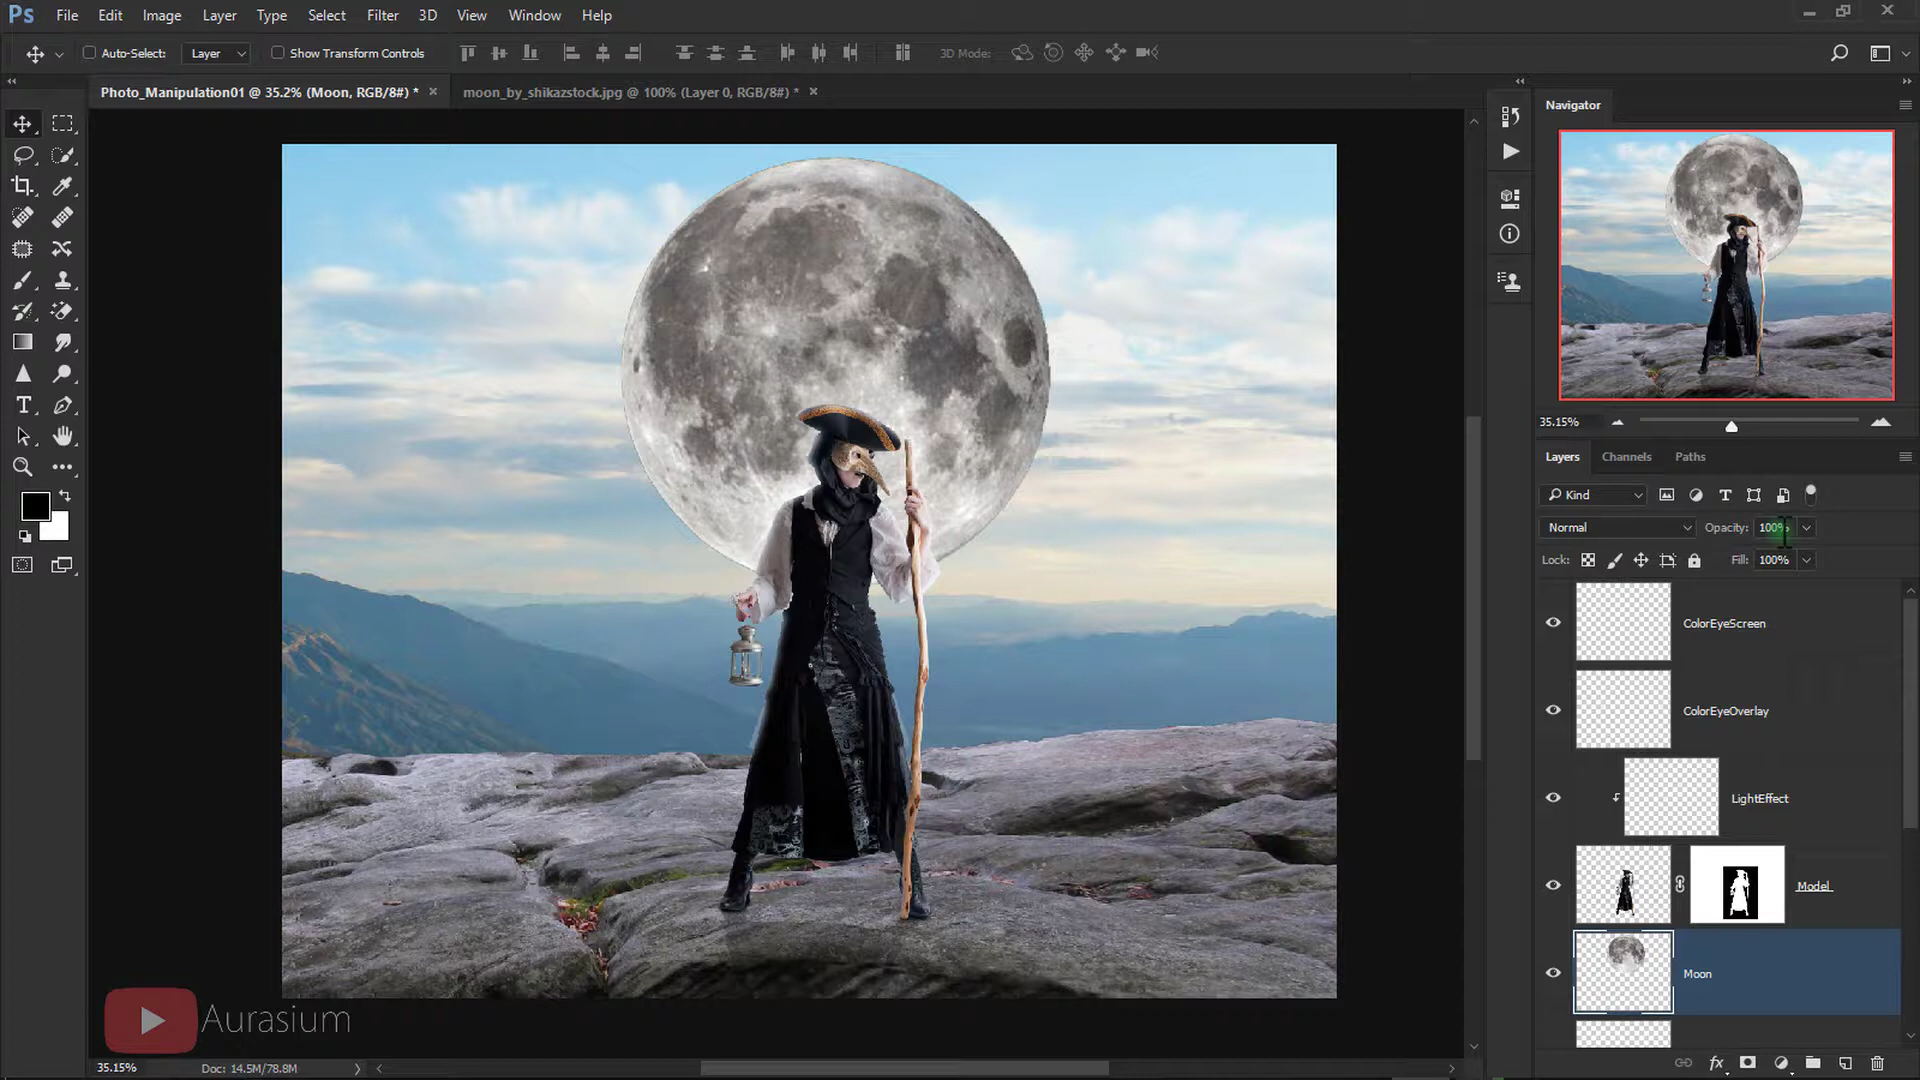 Ps File Edit Image Layer Type Select Filter 3D View Window Help
Auto-Select: Layer Show Transform Controls 3D Mode:
Photo_Manipulation01 @ 35.2% (Moon, RGB/8#) *
moon_by_shikazstock.jpg @ 100% (Layer 0, RGB/8#) *
Navigator
35.15%
Layers Channels Paths
Kind
Normal Opacity: 100%
Lock: Fill: 100%
ColorEyeScreen
ColorEyeOverlay
LightEffect
Model
Moon
Aurasium
35.15% Doc: 14.5M/78.8M